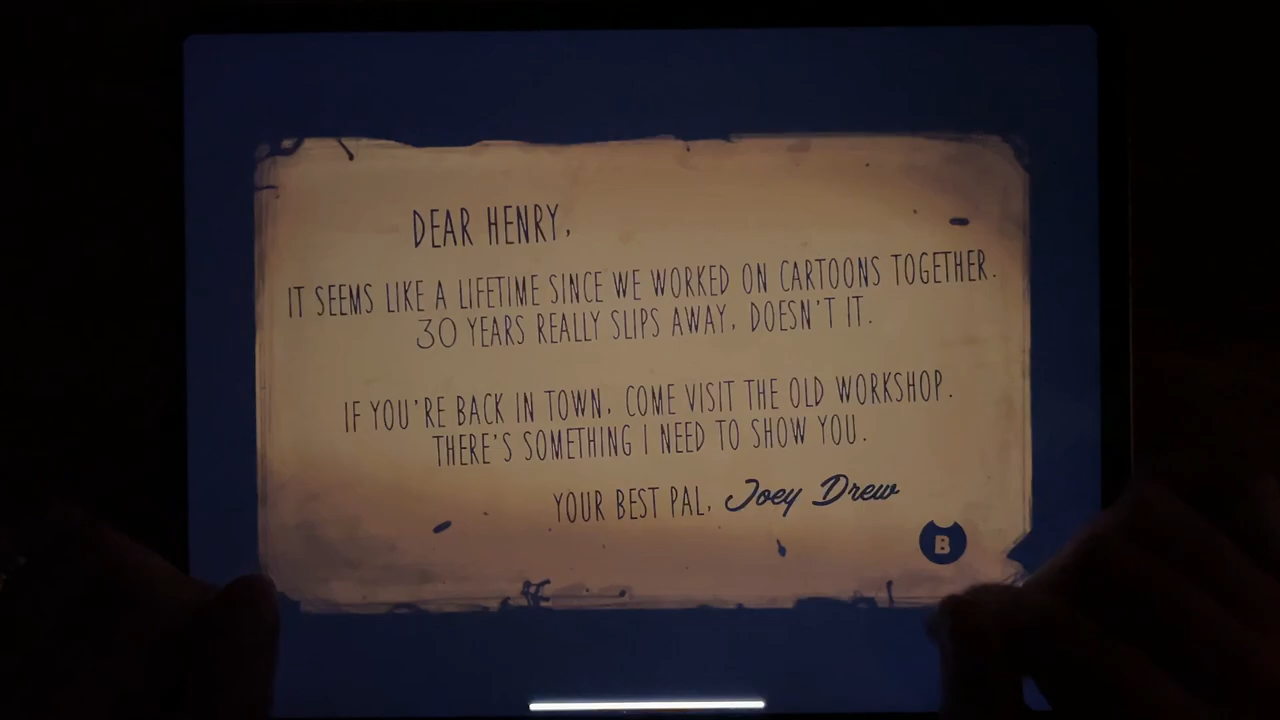 DEAR HENRY,
IT SEEMS LIKE A LIFETIME SINCE WE WORKED ON CARTOONS TOGETHER.
30 YEARS REALLY SLIPS AWAY, DOESN'T IT.
IF YOU'RE BACK IN TOWN, COME VISIT THE OLD WORKSHOP.
THERE'S SOMETHING I NEED TO SHOW YOU.
YOUR BEST PAL, Joey Drew
B